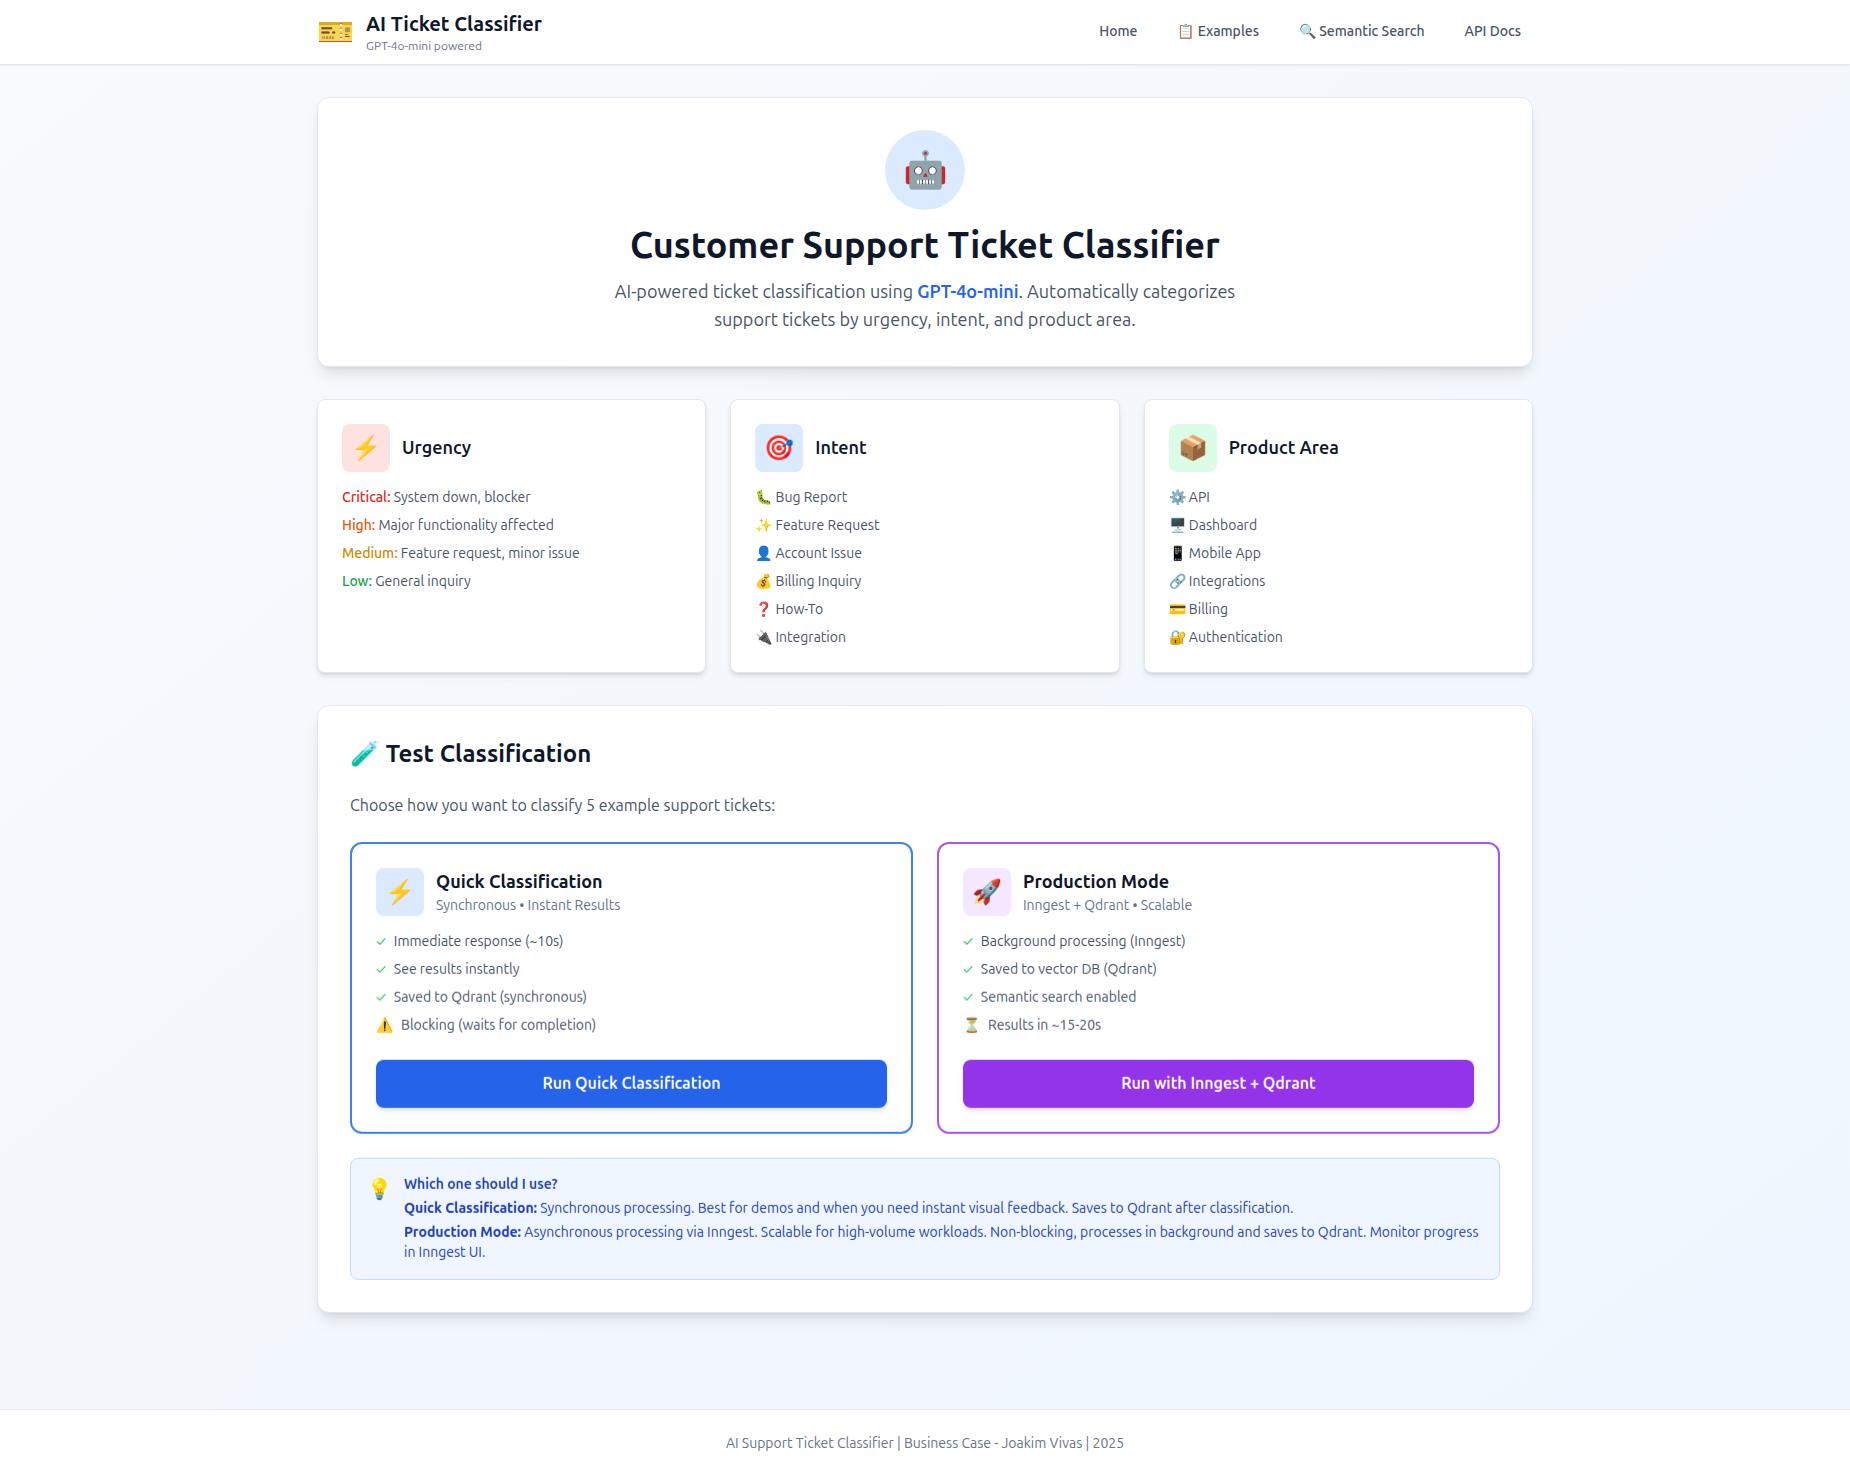 AI Ticket Classifier
GPT-4o-mini powered
Home
Examples
Semantic Search
API Docs
Customer Support Ticket Classifier
AI-powered ticket classification using GPT-4o-mini. Automatically categorizes
support tickets by urgency, intent, and product area.
Urgency
Critical: System down, blocker
High: Major functionality affected
Medium: Feature request, minor issue
Low: General inquiry
Intent
Bug Report
Feature Request
Account Issue
Billing Inquiry
How-To
Integration
Product Area
API
Dashboard
Mobile App
Integrations
Billing
Authentication
Test Classification
Choose how you want to classify 5 example support tickets:
Quick Classification
Synchronous • Instant Results
Immediate response (~10s)
See results instantly
Saved to Qdrant (synchronous)
Blocking (waits for completion)
Run Quick Classification
Production Mode
Inngest + Qdrant • Scalable
Background processing (Inngest)
Saved to vector DB (Qdrant)
Semantic search enabled
Results in ~15-20s
Run with Inngest + Qdrant
Which one should I use?
Quick Classification: Synchronous processing. Best for demos and when you need instant visual feedback. Saves to Qdrant after classification.
Production Mode: Asynchronous processing via Inngest. Scalable for high-volume workloads. Non-blocking, processes in background and saves to Qdrant. Monitor progress
in Inngest UI.
AI Support Ticket Classifier | Business Case - Joakim Vivas | 2025